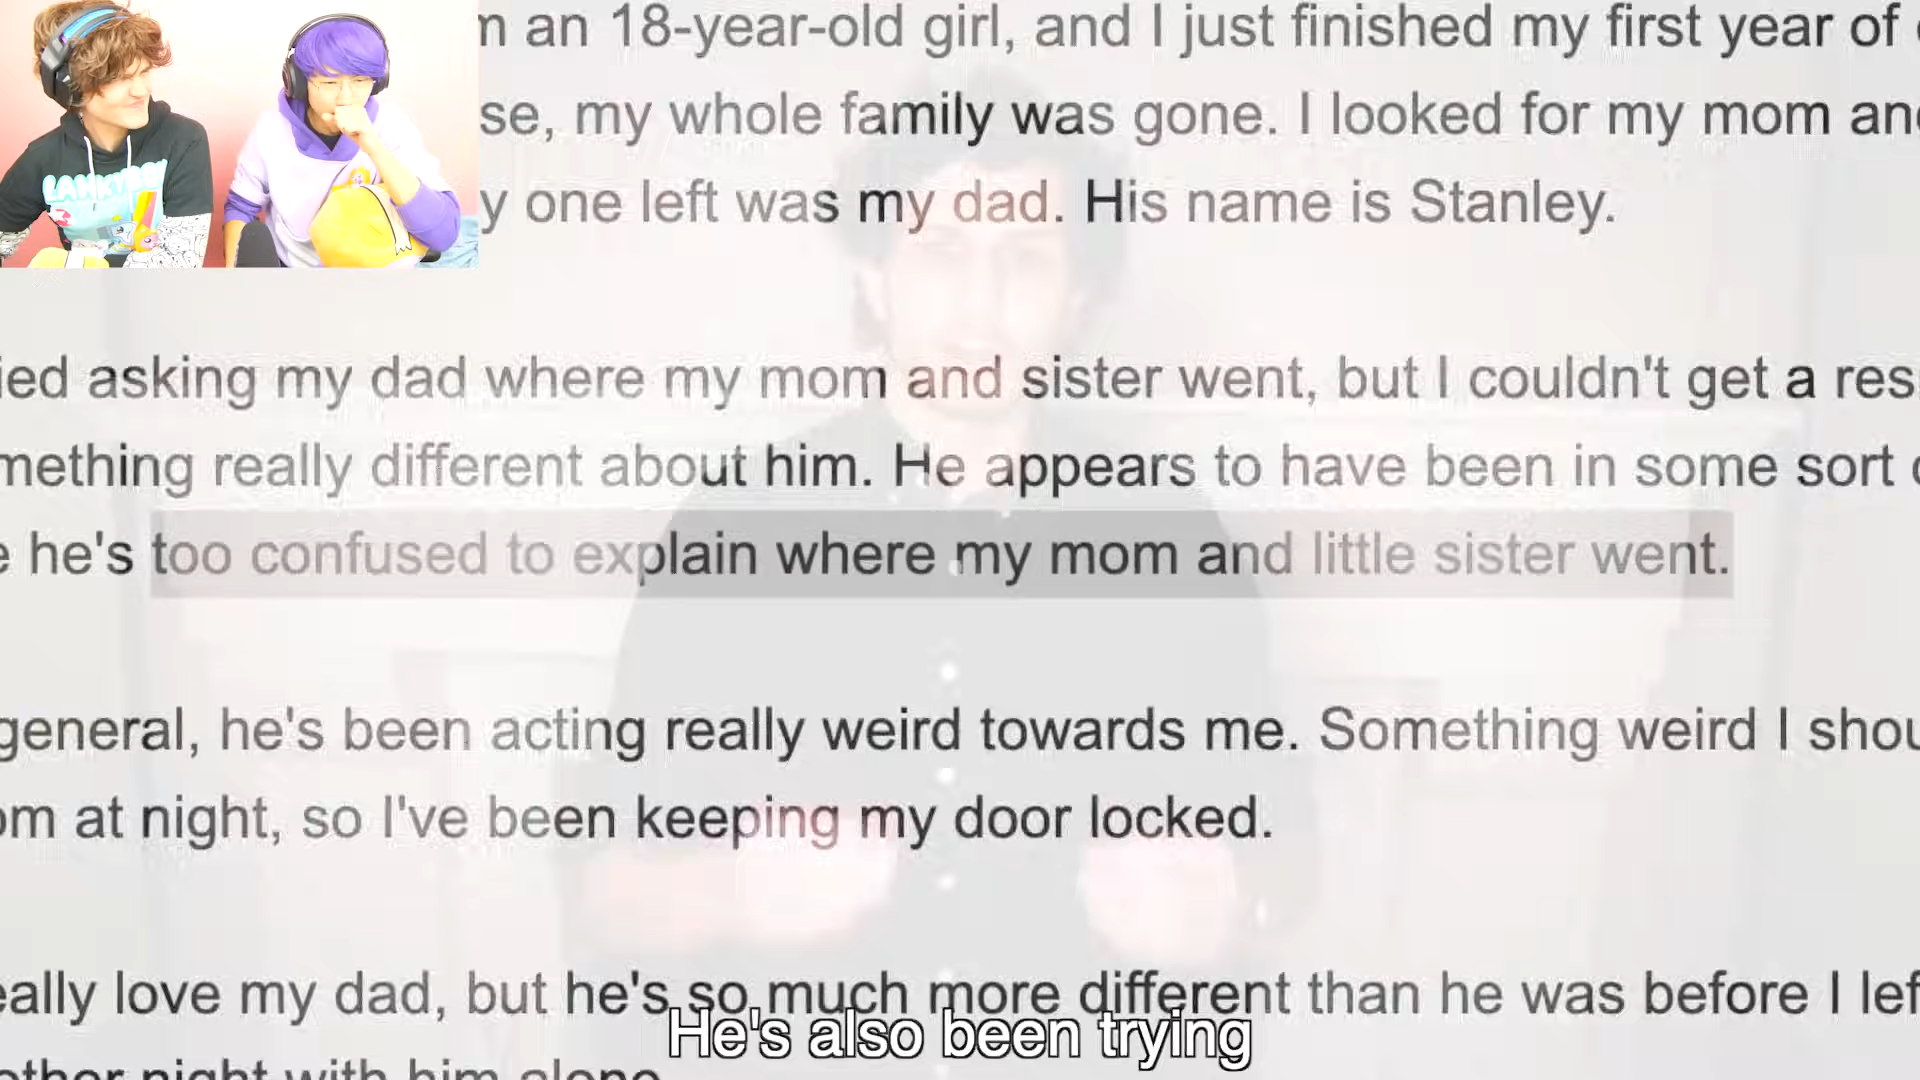 m an 18-year-old girl, and I just finished my first year of
se, my whole family was gone. I looked for my mom and
y one left was my dad. His name is Stanley.
LANKYBOX
ied asking my dad where my mom and sister went, but I couldn't get a res
mething really different about him. He appears to have been in some sort
e he's too confused to explain where my mom and little sister went.
general, he's been acting really weird towards me. Something weird I shou
om at night, so I've been keeping my door locked.
eally love my dad, but he's so much more different than he was before I lef
He's also been trying
other night with him alone.